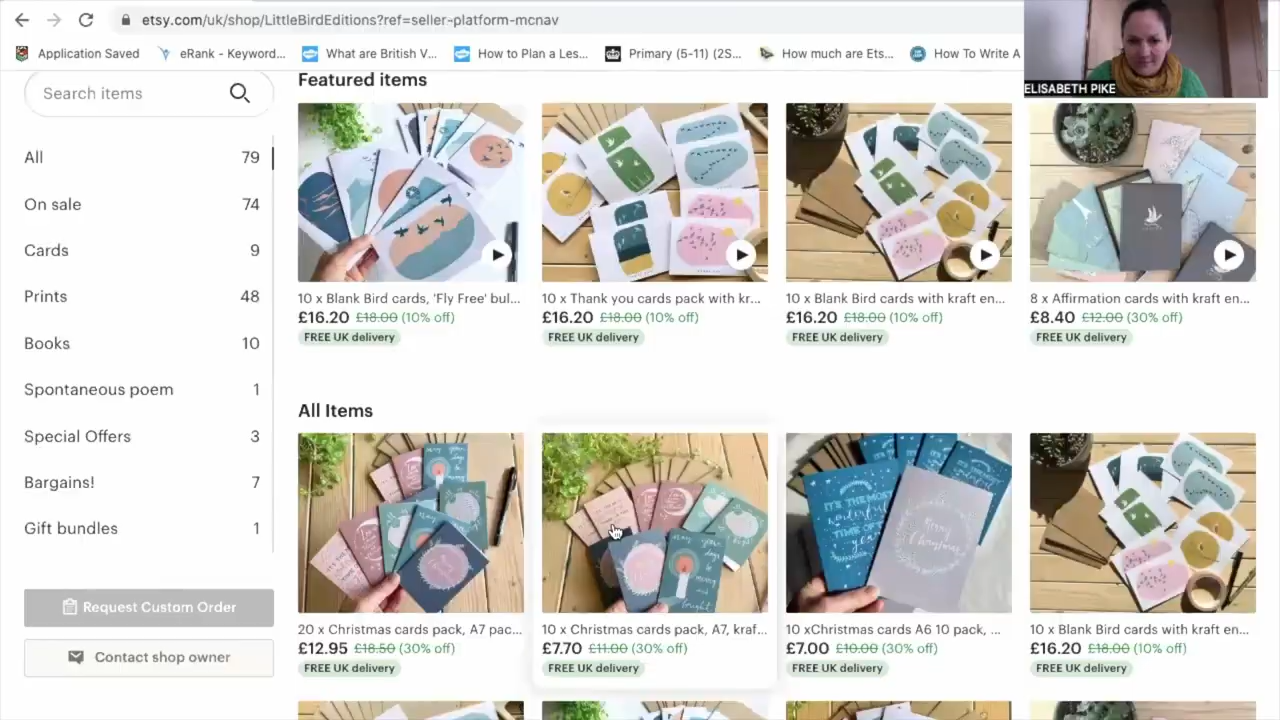 etsy.com/uk/shop/LittleBirdEditions?ref=seller-platform-mcnav
Application Saved
eRank - Keyword...
What are British V...
How to Plan a Les...
Primary (5-11) (2S...
How much are Ets...
How To Write A
ELISABETH PIKE
Search items
All 79
On sale 74
Cards 9
Prints 48
Books 10
Spontaneous poem 1
Special Offers 3
Bargains! 7
Gift bundles 1
Request Custom Order
Contact shop owner
Featured items
10 x Blank Bird cards, 'Fly Free' bul...
£16.20 £18.00 (10% off)
FREE UK delivery
10 x Thank you cards pack with kr...
£16.20 £18.00 (10% off)
FREE UK delivery
10 x Blank Bird cards with kraft en...
£16.20 £18.00 (10% off)
FREE UK delivery
8 x Affirmation cards with kraft en...
£8.40 £12.00 (30% off)
FREE UK delivery
All Items
IT'S THE MOST
wonderful
TIME OF THE
year
Merry
Christmas
20 x Christmas cards pack, A7 pac...
£12.95 £18.50 (30% off)
FREE UK delivery
10 x Christmas cards pack, A7, kraf...
£7.70 £11.00 (30% off)
FREE UK delivery
10 xChristmas cards A6 10 pack, ...
£7.00 £10.00 (30% off)
FREE UK delivery
10 x Blank Bird cards with kraft en...
£16.20 £18.00 (10% off)
FREE UK delivery